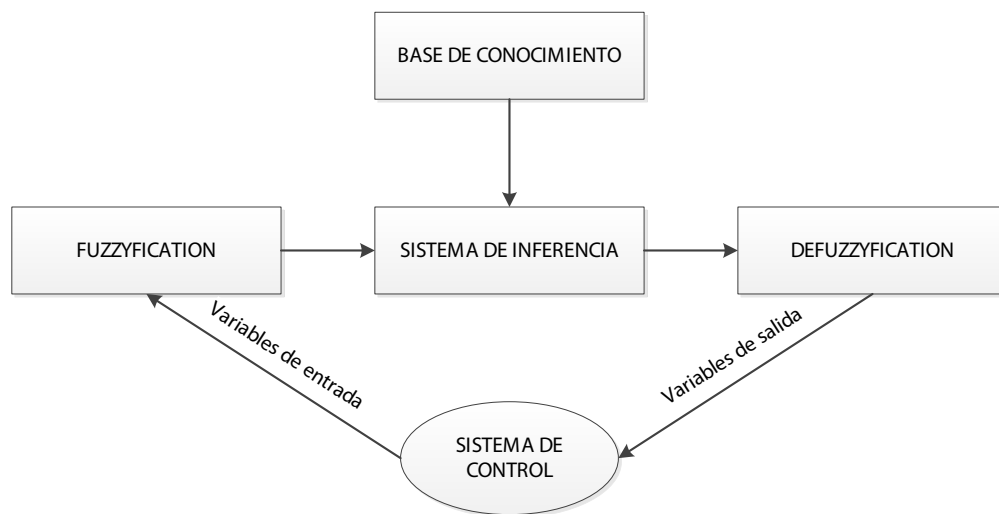 BASE DE CONOCIMIENTO
FUZZYFICATION
SISTEMA DE INFERENCIA
DEFUZZYFICATION
Variables de entrada
Variables de salida
SISTEMA DE
CONTROL